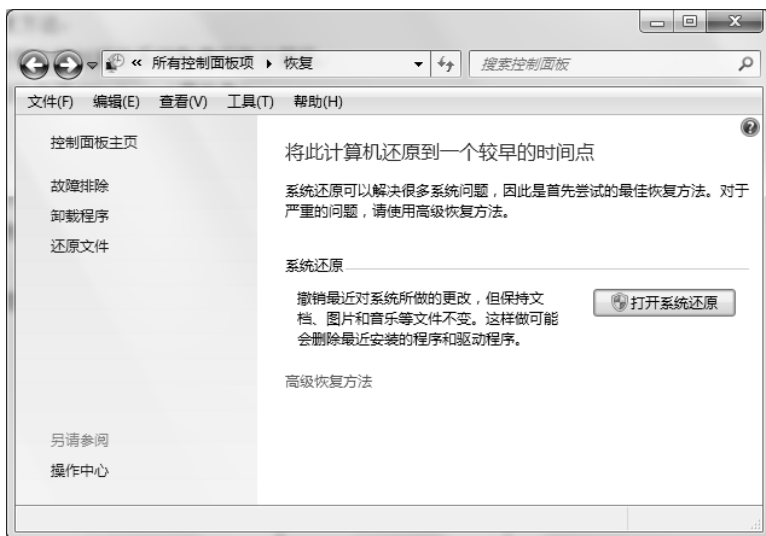 « 所有控制面板项 ▸ 恢复
搜索控制面板
文件(F) 编辑(E) 查看(V) 工具(T) 帮助(H)
控制面板主页
故障排除
卸载程序
还原文件
另请参阅
操作中心
将此计算机还原到一个较早的时间点
系统还原可以解决很多系统问题，因此是首先尝试的最佳恢复方法。对于
严重的问题，请使用高级恢复方法。
系统还原
撤销最近对系统所做的更改，但保持文
档、图片和音乐等文件不变。这样做可能
会删除最近安装的程序和驱动程序。
打开系统还原
高级恢复方法